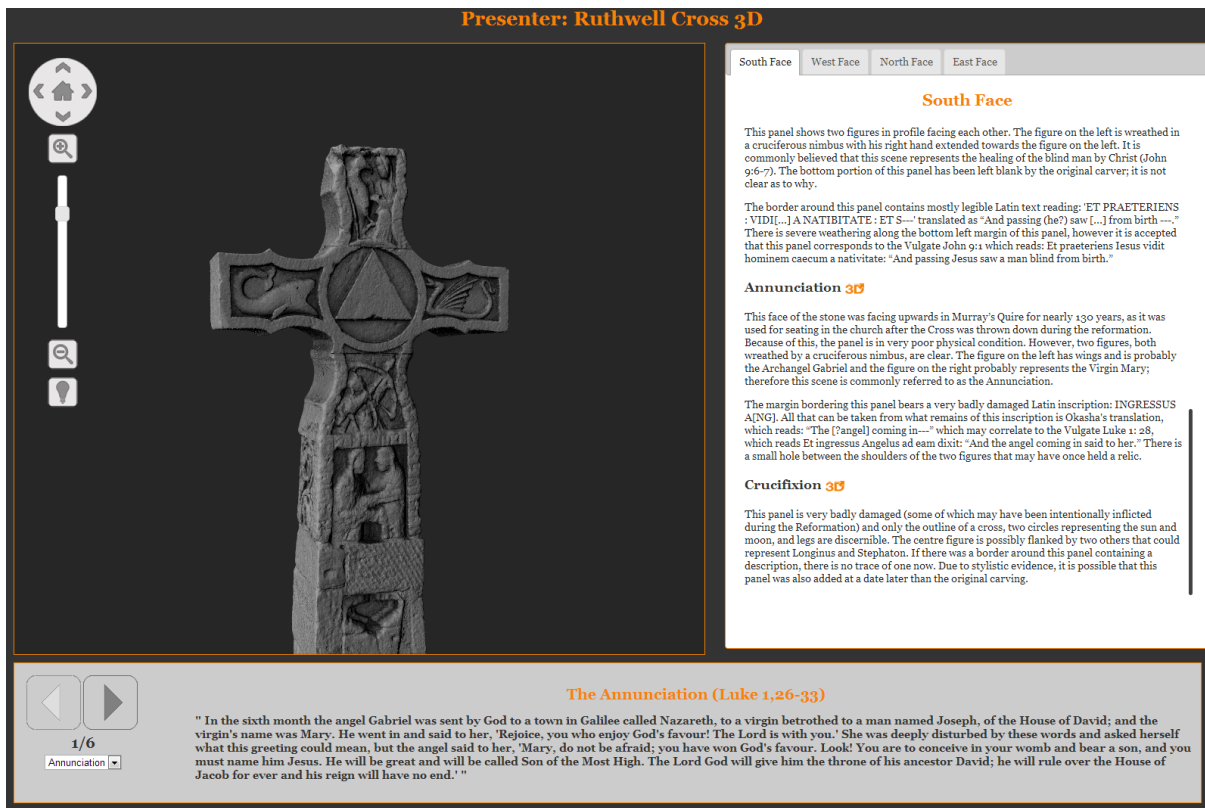 Presenter: Ruthwell Cross 3D
South Face
West Face
North Face
East Face
South Face
This panel shows two figures in profile facing each other. The figure on the left is wreathed in
a cruciferous nimbus with his right hand extended towards the figure on the left. It is
commonly believed that this scene represents the healing of the blind man by Christ (John
9:6-7). The bottom portion of this panel has been left blank by the original carver; it is not
clear as to why.
The border around this panel contains mostly legible Latin text reading: 'ET PRAETERIENS
: VIDI[...] A NATIBITATE : ET S---' translated as “And passing (he?) saw [...] from birth ---.”
There is severe weathering along the bottom left margin of this panel, however it is accepted
that this panel corresponds to the Vulgate John 9:1 which reads: Et praeteriens Iesus vidit
hominem caecum a nativitate: “And passing Jesus saw a man blind from birth.”
Annunciation 3D
This face of the stone was facing upwards in Murray's Quire for nearly 130 years, as it was
used for seating in the church after the Cross was thrown down during the reformation.
Because of this, the panel is in very poor physical condition. However, two figures, both
wreathed by a cruciferous nimbus, are clear. The figure on the left has wings and is probably
the Archangel Gabriel and the figure on the right probably represents the Virgin Mary;
therefore this scene is commonly referred to as the Annunciation.
The margin bordering this panel bears a very badly damaged Latin inscription: INGRESSUS
A[NG]. All that can be taken from what remains of this inscription is Okasha's translation,
which reads: “The [?angel] coming in---” which may correlate to the Vulgate Luke 1: 28,
which reads Et ingressus Angelus ad eam dixit: “And the angel coming in said to her.” There is
a small hole between the shoulders of the two figures that may have once held a relic.
Crucifixion 3D
This panel is very badly damaged (some of which may have been intentionally inflicted
during the Reformation) and only the outline of a cross, two circles representing the sun and
moon, and legs are discernible. The centre figure is possibly flanked by two others that could
represent Longinus and Stephaton. If there was a border around this panel containing a
description, there is no trace of one now. Due to stylistic evidence, it is possible that this
panel was also added at a date later than the original carving.
1/6
Annunciation
The Annunciation (Luke 1,26-33)
" In the sixth month the angel Gabriel was sent by God to a town in Galilee called Nazareth, to a virgin betrothed to a man named Joseph, of the House of David; and the
virgin's name was Mary. He went in and said to her, 'Rejoice, you who enjoy God's favour! The Lord is with you.' She was deeply disturbed by these words and asked herself
what this greeting could mean, but the angel said to her, 'Mary, do not be afraid; you have won God's favour. Look! You are to conceive in your womb and bear a son, and you
must name him Jesus. He will be great and will be called Son of the Most High. The Lord God will give him the throne of his ancestor David; he will rule over the House of
Jacob for ever and his reign will have no end.' "